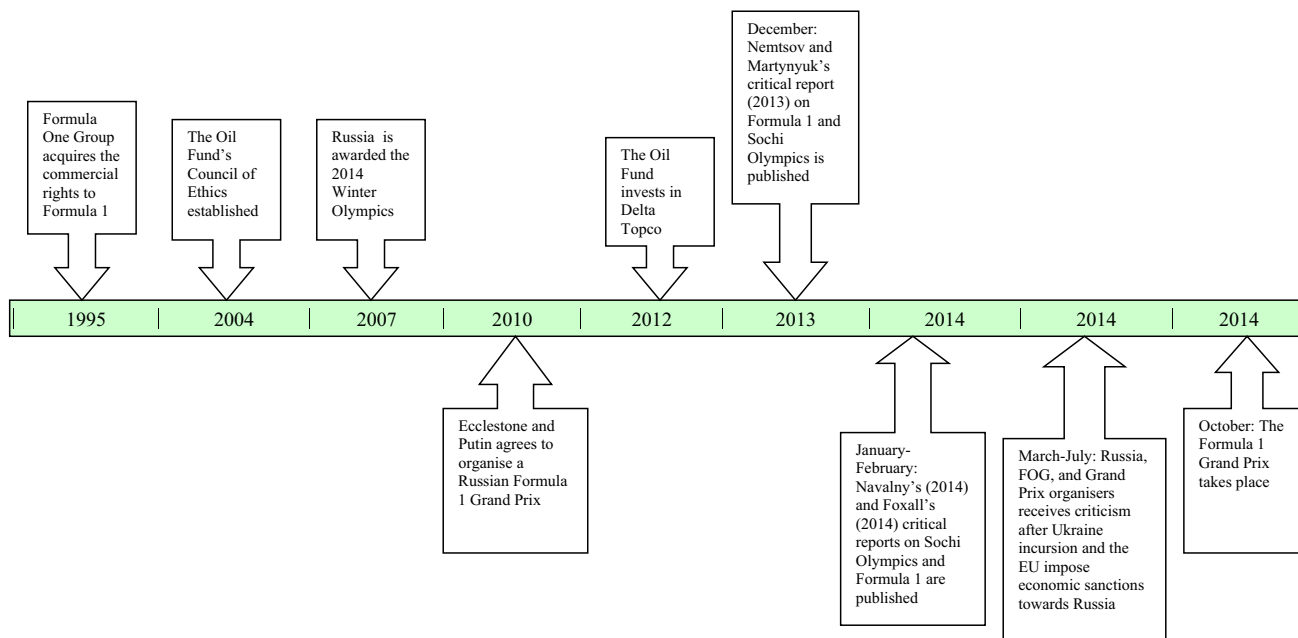 Formula
One Group
acquires the
commercial
rights to
Formula 1
The Oil
Fund’s
Council of
Ethics
established
Russia is
awarded the
2014
Winter
Olympics
The Oil
Fund
invests in
Delta
Topco
December:
Nemtsov and
Martynyuk’s
critical report
(2013) on
Formula 1 and
Sochi
Olympics is
published
1995 2004 2007 2010 2012 2013 2014 2014 2014
Ecclestone and
Putin agrees to
organise a
Russian Formula
1 Grand Prix
January-
February:
Navalny’s (2014)
and Foxall’s
(2014) critical
reports on Sochi
Olympics and
Formula 1 are
published
March-July: Russia,
FOG, and Grand
Prix organisers
receives criticism
after Ukraine
incursion and the
EU impose
economic sanctions
towards Russia
October: The
Formula 1
Grand Prix
takes place